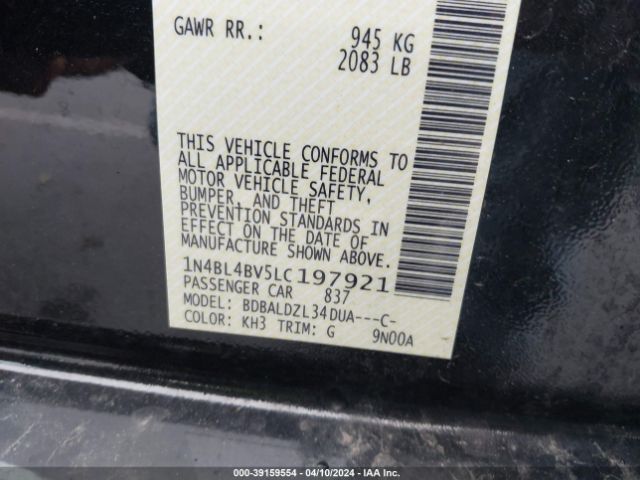 GAWR RR.: 945 KG
2083 LB
THIS VEHICLE CONFORMS TO
ALL APPLICABLE FEDERAL
MOTOR VEHICLE SAFETY,
BUMPER, AND THEFT
PREVENTION STANDARDS IN
EFFECT ON THE DATE OF
MANUFACTURE SHOWN ABOVE.
1N4BL4BV5LC197921
PASSENGER CAR 837
MODEL: BDBALDZL34DUA---C-
COLOR: KH3 TRIM: G 9N00A
000-39159554 - 04/10/2024 - IAA Inc.